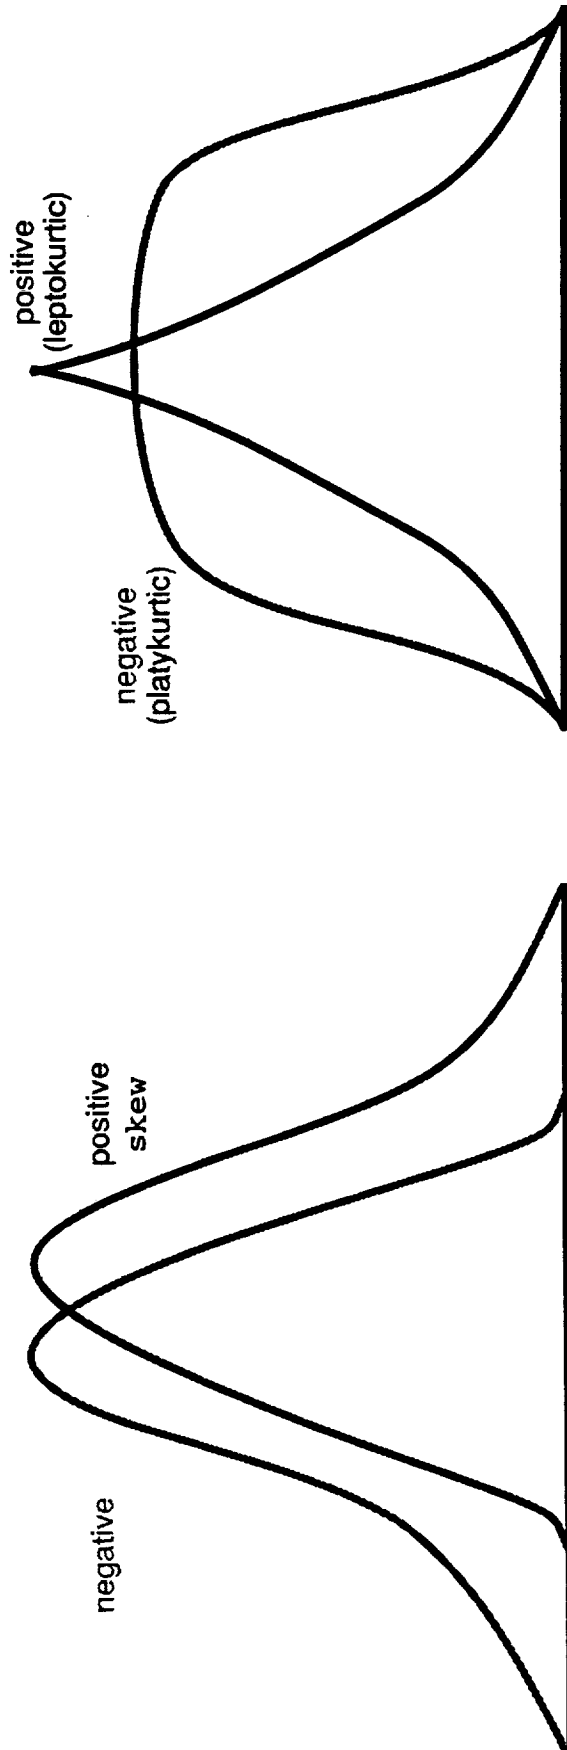 negative
positive
skew
negative
(platykurtic)
positive
(leptokurtic)